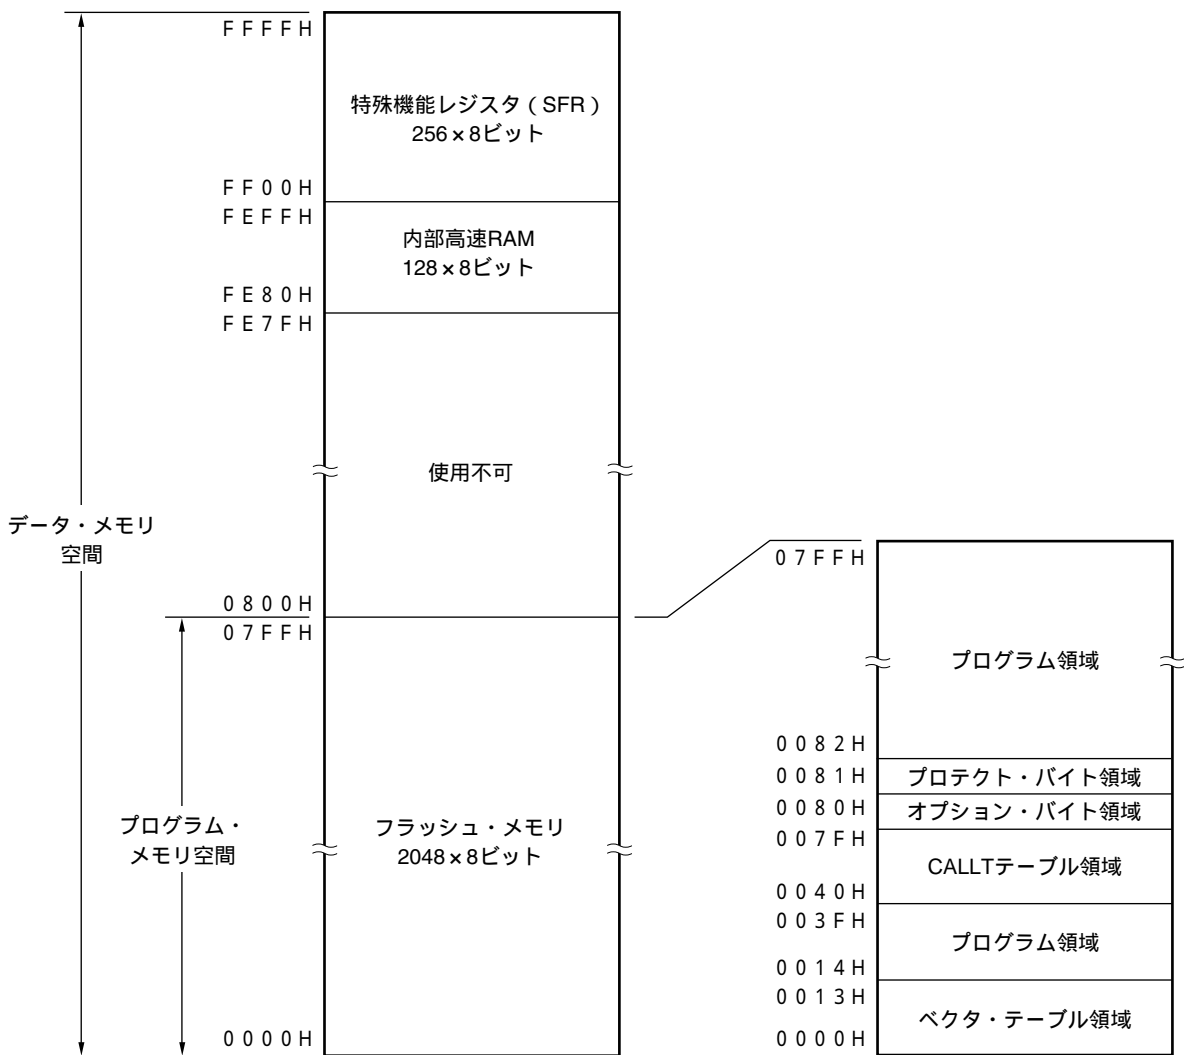 FFFFH
特殊機能レジスタ（SFR）
256×8ビット
FF00H
FEFFH
内部高速RAM
128×8ビット
FE80H
FE7FH
使用不可
データ・メモリ
空間
0800H
07FFH
プログラム・
メモリ空間
フラッシュ・メモリ
2048×8ビット
0000H
07FFH
プログラム領域
0082H
0081H
プロテクト・バイト領域
0080H
オプション・バイト領域
007FH
CALLTテーブル領域
0040H
003FH
プログラム領域
0014H
0013H
ベクタ・テーブル領域
0000H